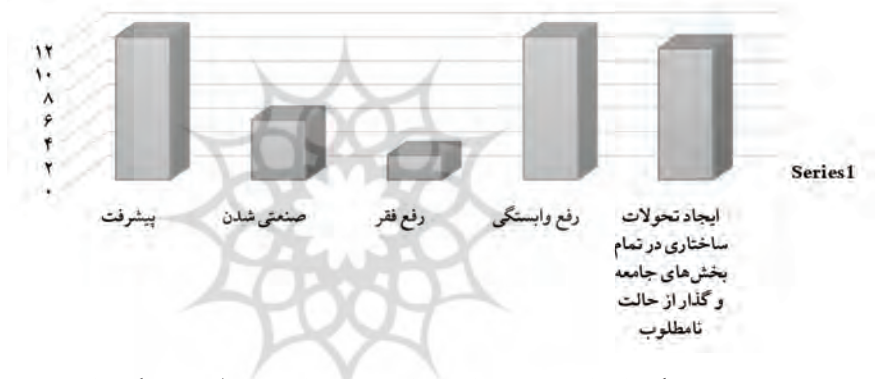 ۱۲
۱۰
۸
۶
۴
۲
۰
Series1
پیشرفت
صنعتی شدن
رفع فقر
رفع وابستگی
ایجاد تحولات
ساختاری در تمام
بخش‌های جامعه
و گذار از حالت
نامطلوب